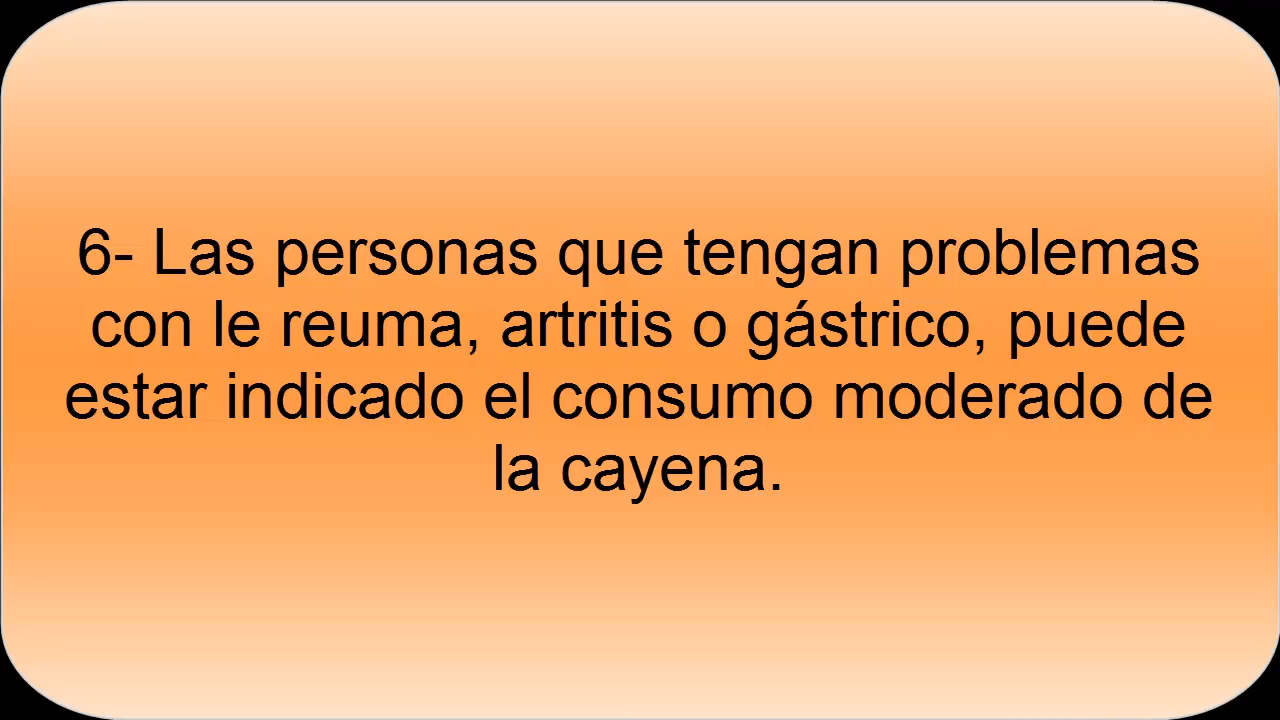 6- Las personas que tengan problemas
con le reuma, artritis o gástrico, puede
estar indicado el consumo moderado de
la cayena.